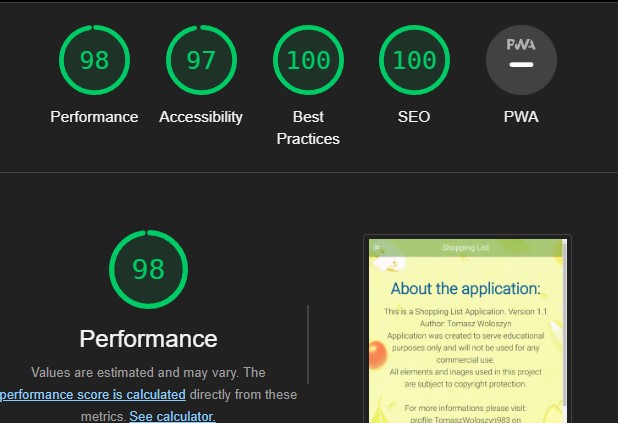 98 97 100 100 PWA
Performance Accessibility Best Practices SEO PWA
98
Performance
Values are estimated and may vary. The
performance score is calculated directly from these
metrics. See calculator.
Shopping List
About the application:
This is a Shopping List Application. Version 1.1
Author: Tomasz Woloszyn
Application was created to serve educational
purposes only and will not be used for any
commercial use.
All elements and inages used in this project
are subject to copyright protection.
For more informations please visit:
profile TomaszWoloszyn983 on